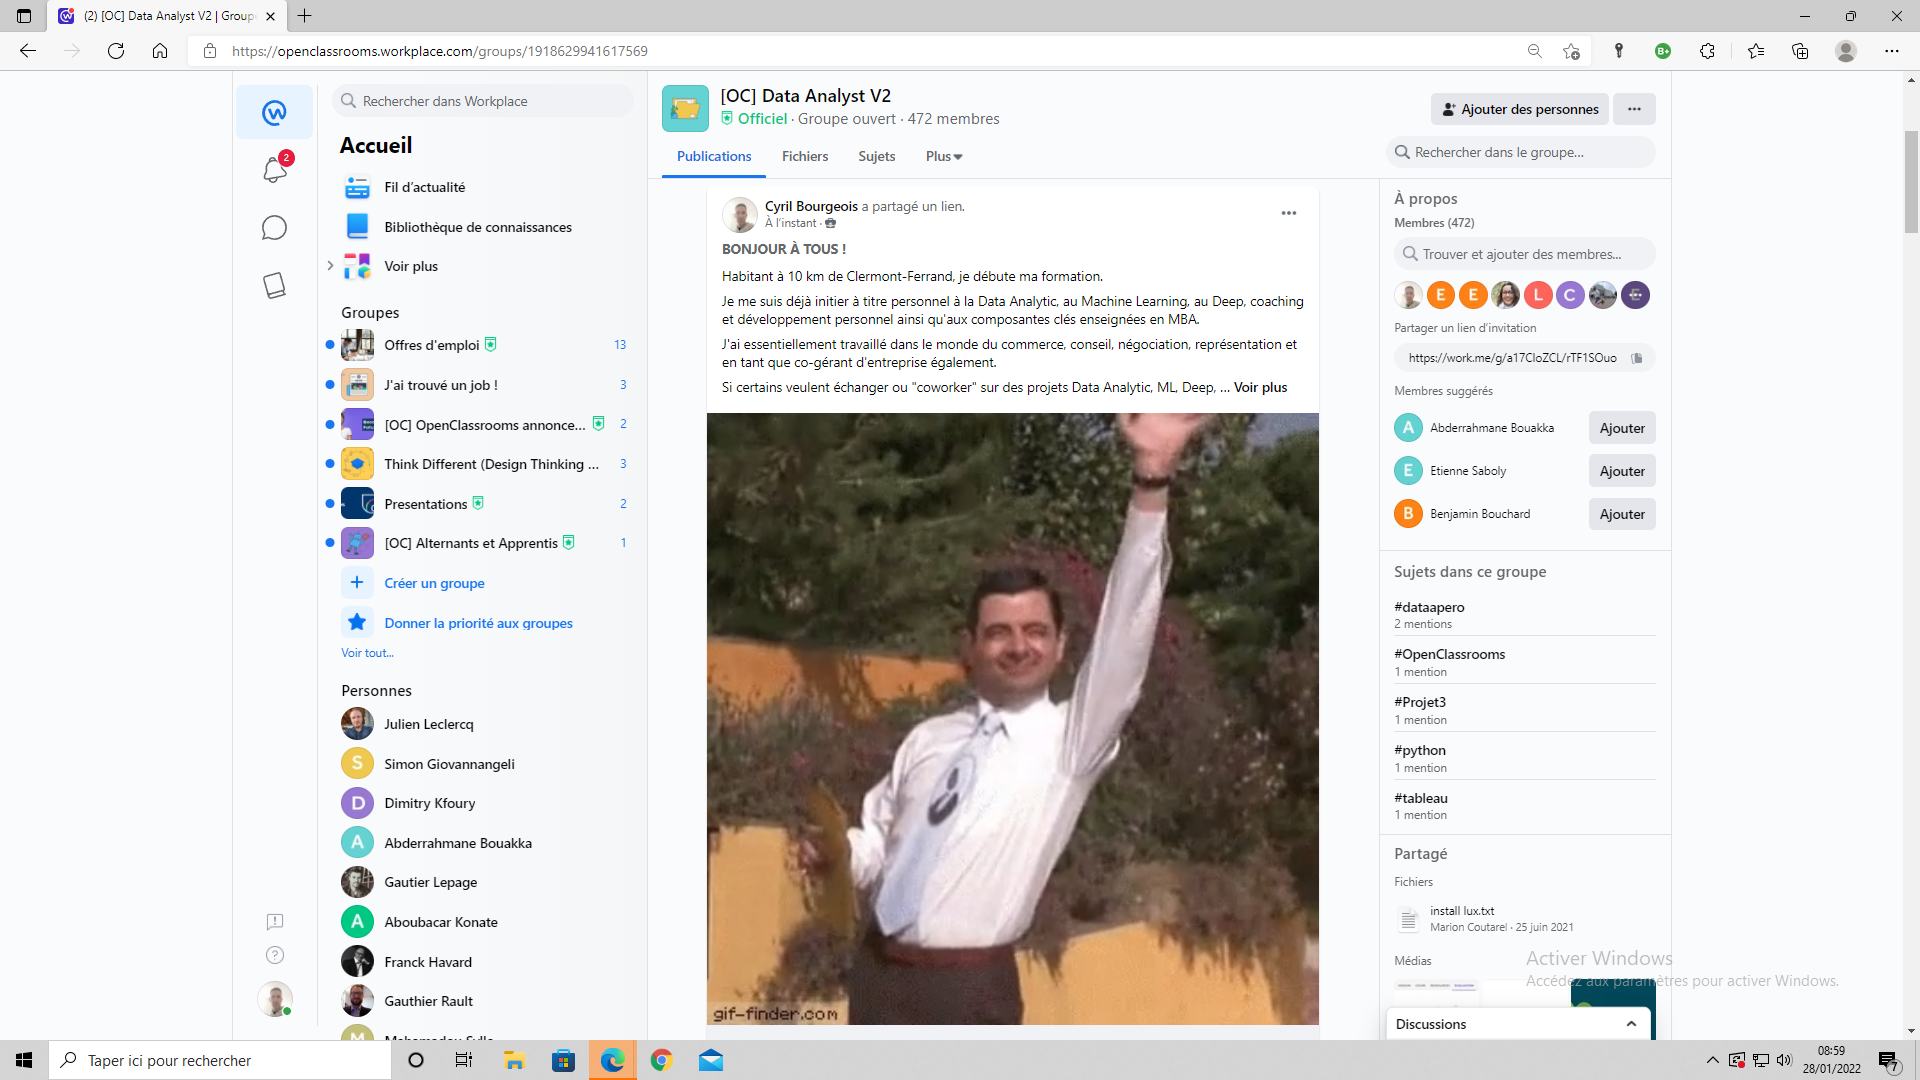 (2) [OC] Data Analyst V2 | Group
https://openclassrooms.workplace.com/groups/1918629941617569
Rechercher dans Workplace
Accueil
2
Fil d'actualité
Bibliothèque de connaissances
Voir plus
Groupes
Offres d'emploi 13
J'ai trouvé un job ! 3
[OC] OpenClassrooms annonce... 2
Think Different (Design Thinking ... 3
Presentations 2
[OC] Alternants et Apprentis 1
Créer un groupe
Donner la priorité aux groupes
Voir tout...
Personnes
Julien Leclercq
S Simon Giovannangeli
D Dimitry Kfoury
A Abderrahmane Bouakka
Gautier Lepage
A Aboubacar Konate
Franck Havard
Gauthier Rault
[OC] Data Analyst V2
Officiel · Groupe ouvert · 472 membres
Ajouter des personnes
Publications Fichiers Sujets Plus
Rechercher dans le groupe...
Cyril Bourgeois a partagé un lien.
À l'instant ·
BONJOUR À TOUS !
Habitant à 10 km de Clermont-Ferrand, je débute ma formation.
Je me suis déjà initier à titre personnel à la Data Analytic, au Machine Learning, au Deep, coaching
et développement personnel ainsi qu'aux composantes clés enseignées en MBA.
J'ai essentiellement travaillé dans le monde du commerce, conseil, négociation, représentation et
en tant que co-gérant d'entreprise également.
Si certains veulent échanger ou "coworker" sur des projets Data Analytic, ML, Deep, ... Voir plus
gif-finder.com
À propos
Membres (472)
Trouver et ajouter des membres...
E E L C E
Partager un lien d'invitation
https://work.me/g/a17CloZCL/rTF1SOuo
Membres suggérés
A Abderrahmane Bouakka Ajouter
E Etienne Saboly Ajouter
B Benjamin Bouchard Ajouter
Sujets dans ce groupe
#dataapero
2 mentions
#OpenClassrooms
1 mention
#Projet3
1 mention
#python
1 mention
#tableau
1 mention
Partagé
Fichiers
install lux.txt
Marion Coutarel · 25 juin 2021
Médias
Activer Windows
Accédez aux paramètres pour activer Windows.
Discussions
Taper ici pour rechercher
08:59
28/01/2022
7